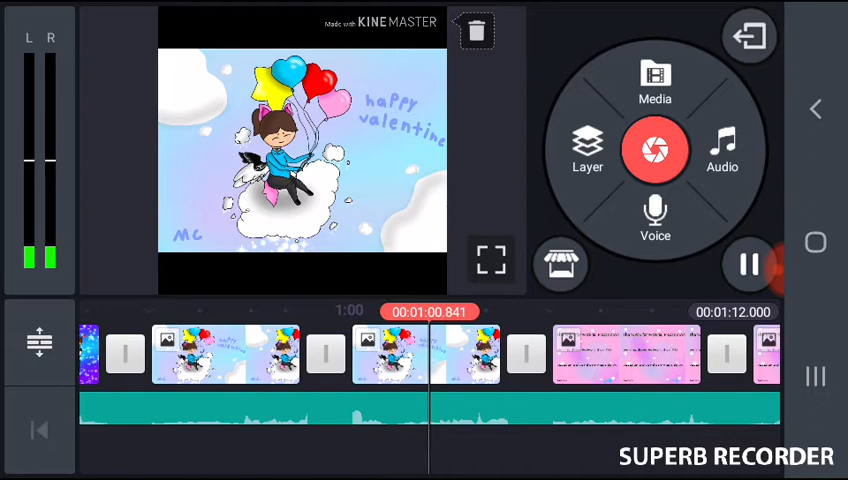 L R
Made with KINEMASTER
happy
valentine
MC
Media
Layer
Audio
Voice
1:00
00:01:00.841
00:01:12.000
SUPERB RECORDER